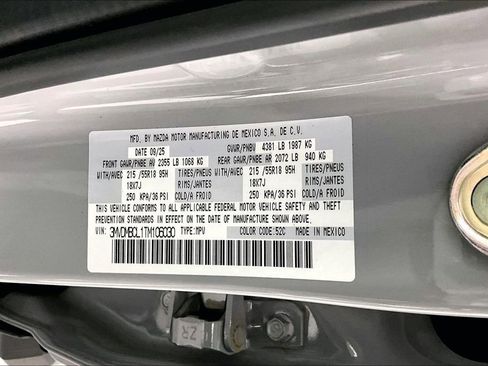 MFD. BY MAZDA MOTOR MANUFACTURING DE MEXICO S.A. DE C.V.
DATE 09/25 GVWR/PNBV 4381 LB 1987 KG
FRONT GAWR/PNBE AV 2355 LB 1068 KG REAR GAWR/PNBE AR 2072 LB 940 KG
WITH/AVEC 215 /55R18 95H TIRES/PNEUS WITH/AVEC 215 /55R18 95H TIRES/PNEUS
18X7J RIMS/JANTES 18X7J RIMS/JANTES
250 KPA/36 PSI COLD/A FROID 250 KPA/36 PSI COLD/A FROID
THIS VEHICLE CONFORMS TO ALL APPLICABLE FEDERAL MOTOR VEHICLE SAFETY AND THEFT
PREVENTION STANDARDS IN EFFECT ON THE DATE OF MANUFACTURE SHOWN ABOVE.
VIN: 3MVDMBCL1TM106030 TYPE: MPV COLOR CODE: 52C MADE IN MEXICO
ZR